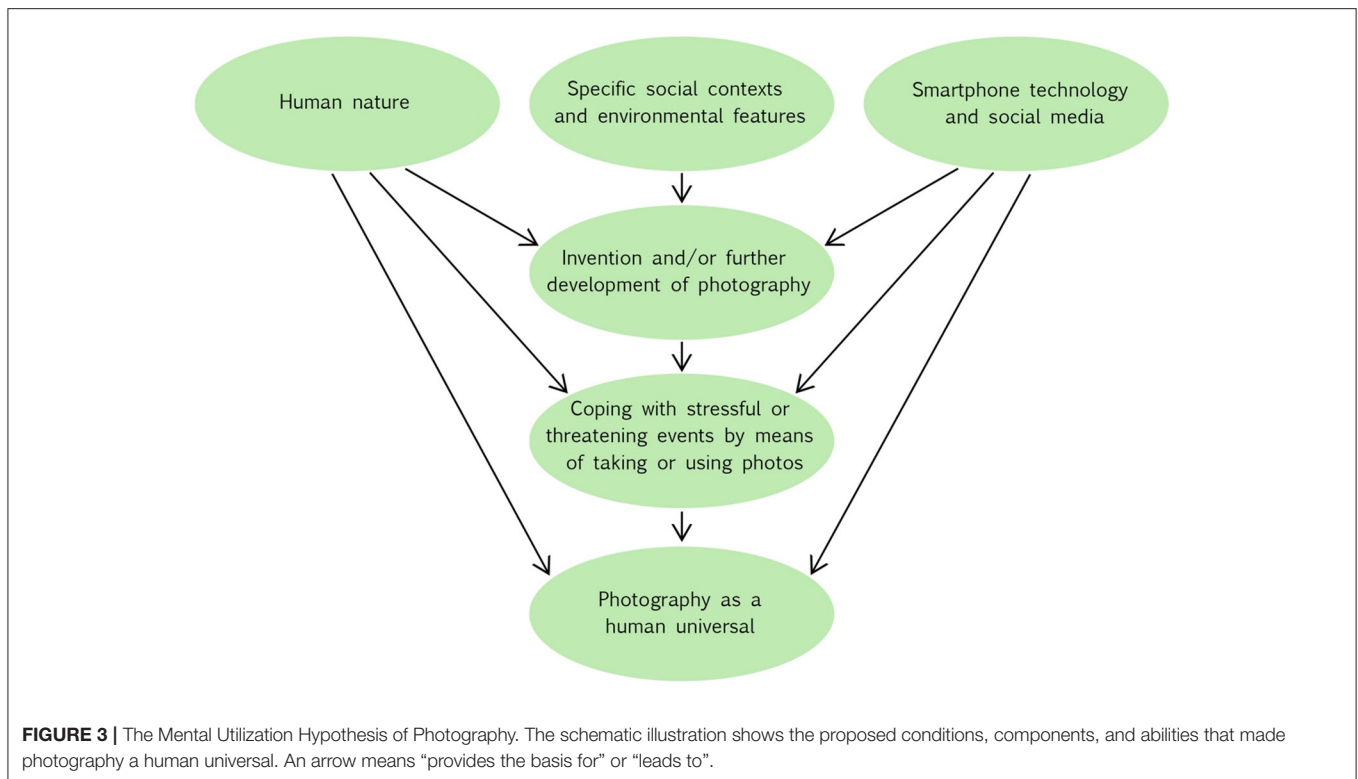 Human nature
Specific social contexts
and environmental features
Smartphone technology
and social media
Invention and/or further
development of photography
Coping with stressful or
threatening events by means
of taking or using photos
Photography as a
human universal
FIGURE 3 | The Mental Utilization Hypothesis of Photography. The schematic illustration shows the proposed conditions, components, and abilities that made
photography a human universal. An arrow means “provides the basis for” or “leads to”.